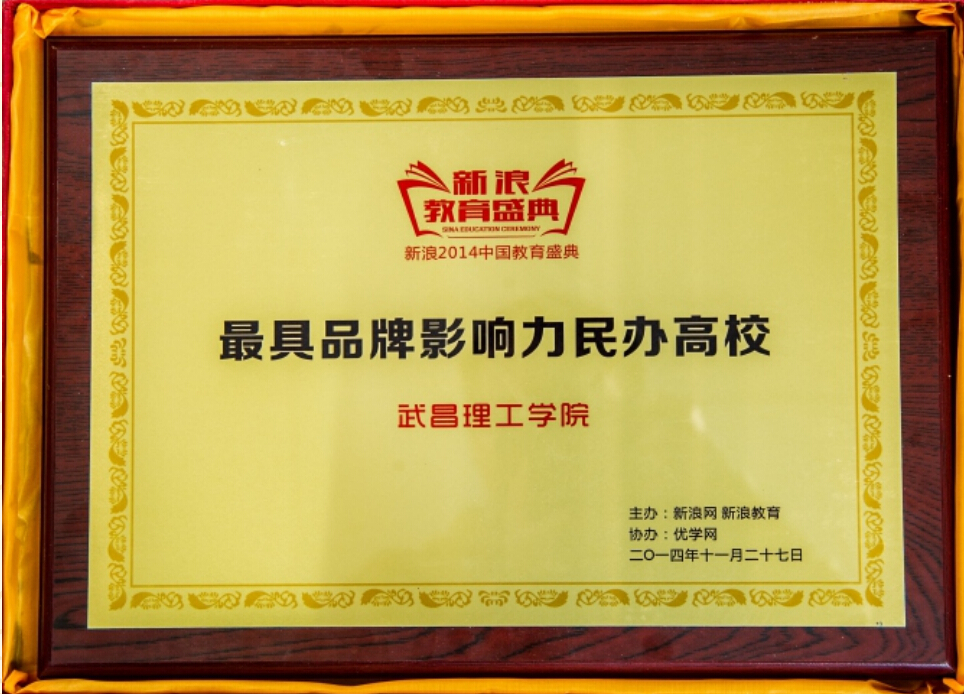 新浪
教育盛典
SINA EDUCATION CEREMONY
新浪2014中国教育盛典
最具品牌影响力民办高校
武昌理工学院
主办：新浪网 新浪教育
协办：优学网
二〇一四年十一月二十七日